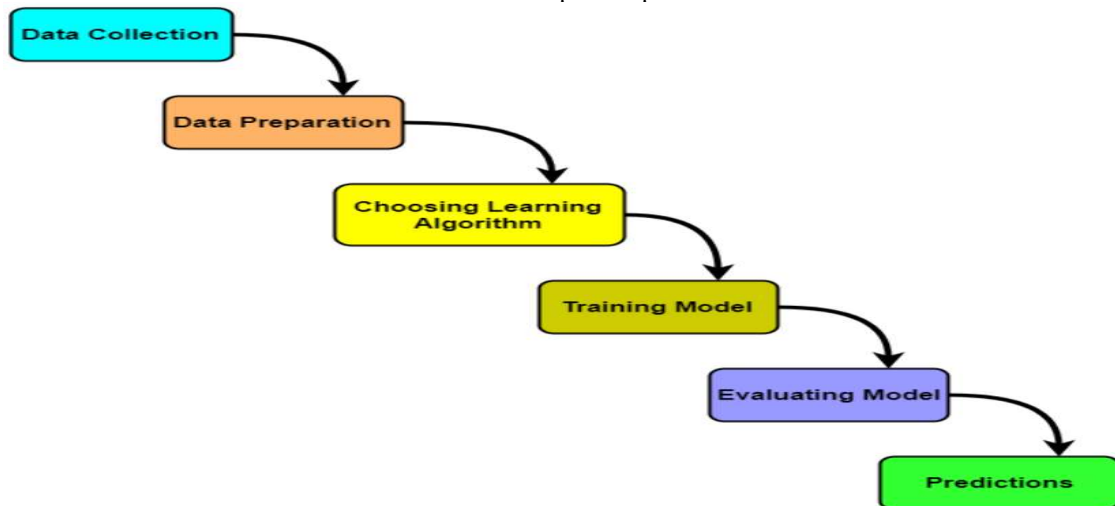 Data Collection
Data Preparation
Choosing Learning
Algorithm
Training Model
Evaluating Model
Predictions